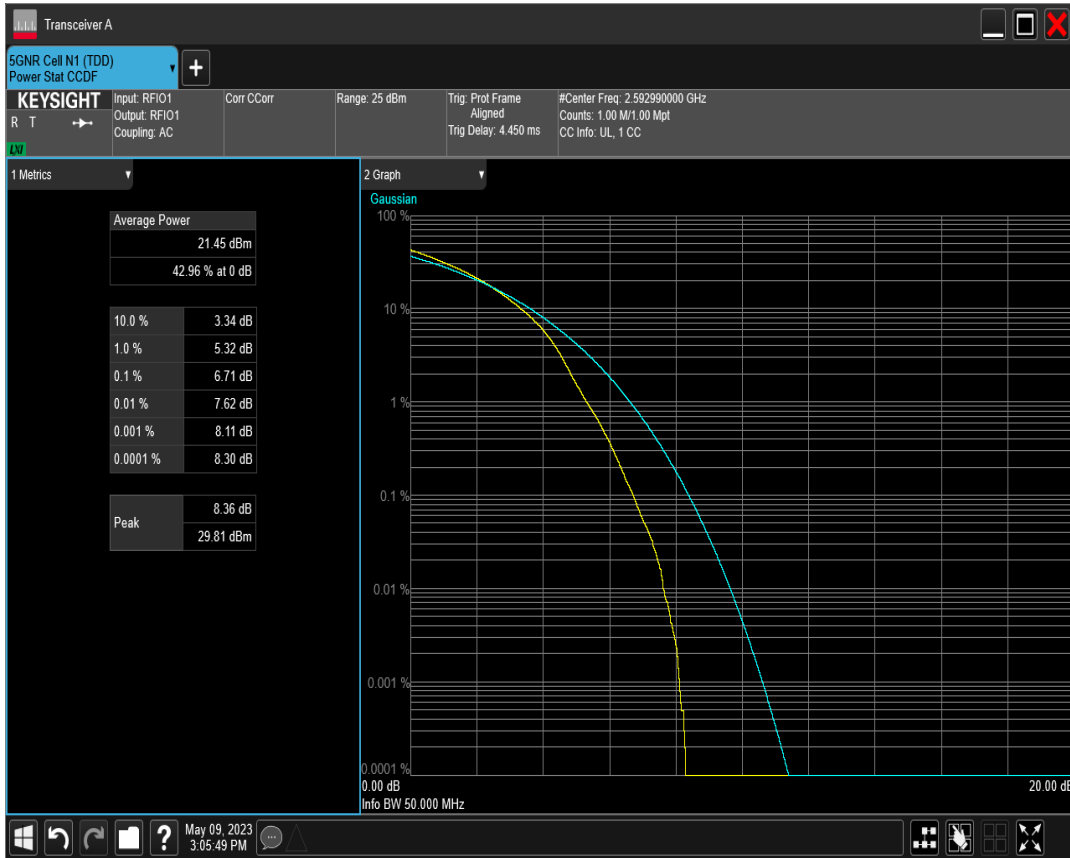 Transceiver A
5GNR Cell N1 (TDD)
Power Stat CCDF
+
KEYSIGHT
R T
LXI
Input: RFIO1
Output: RFIO1
Coupling: AC
Corr CCorr
Range: 25 dBm
Trig: Prot Frame
Aligned
Trig Delay: 4.450 ms
#Center Freq: 2.592990000 GHz
Counts: 1.00 M/1.00 Mpt
CC Info: UL, 1 CC
1 Metrics
Average Power
21.45 dBm
42.96 % at 0 dB
10.0 % 3.34 dB
1.0 % 5.32 dB
0.1 % 6.71 dB
0.01 % 7.62 dB
0.001 % 8.11 dB
0.0001 % 8.30 dB
Peak
8.36 dB
29.81 dBm
2 Graph
Gaussian
100 %
10 %
1 %
0.1 %
0.01 %
0.001 %
0.0001 %
0.00 dB
20.00 dB
Info BW 50.000 MHz
?
May 09, 2023
3:05:49 PM